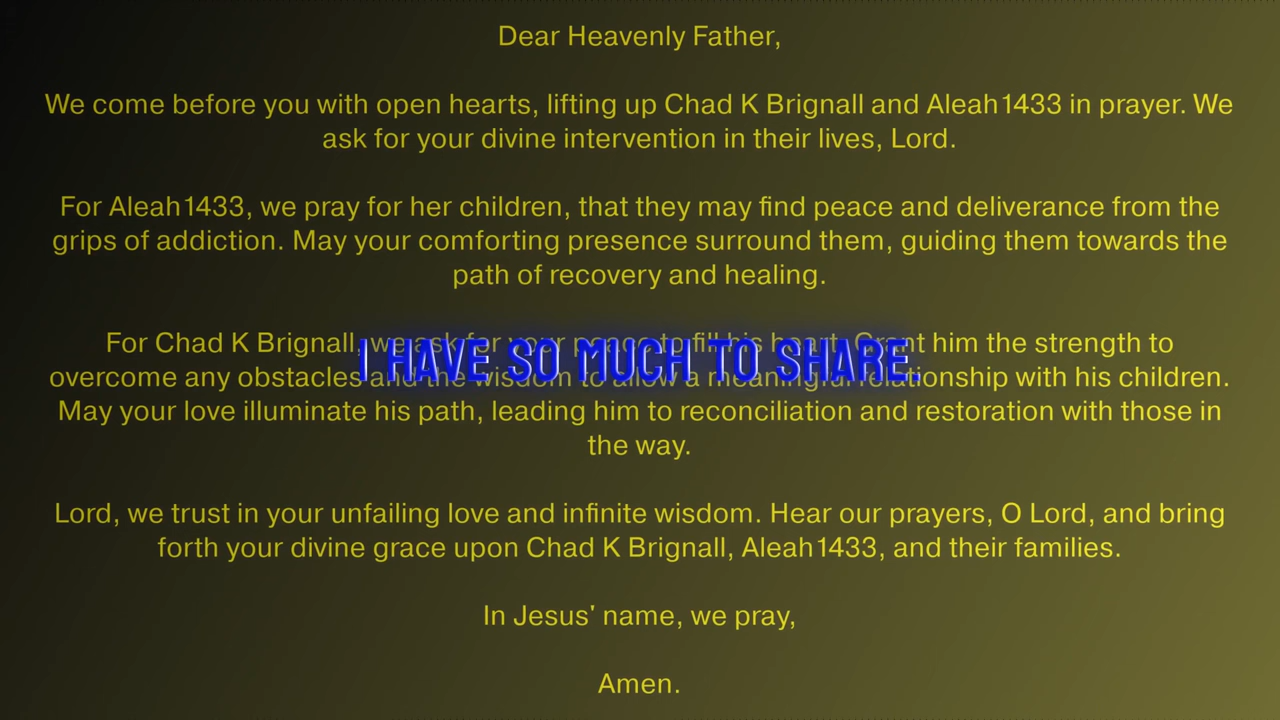 Dear Heavenly Father,
We come before you with open hearts, lifting up Chad K Brignall and Aleah1433 in prayer. We
ask for your divine intervention in their lives, Lord.
For Aleah1433, we pray for her children, that they may find peace and deliverance from the
grips of addiction. May your comforting presence surround them, guiding them towards the
path of recovery and healing.
For Chad K Brignall, we ask for your peace to fill his heart. Grant him the strength to
I HAVE SO MUCH TO SHARE.
overcome any obstacles and the wisdom to allow a meaningful relationship with his children.
May your love illuminate his path, leading him to reconciliation and restoration with those in
the way.
Lord, we trust in your unfailing love and infinite wisdom. Hear our prayers, O Lord, and bring
forth your divine grace upon Chad K Brignall, Aleah1433, and their families.
In Jesus' name, we pray,
Amen.